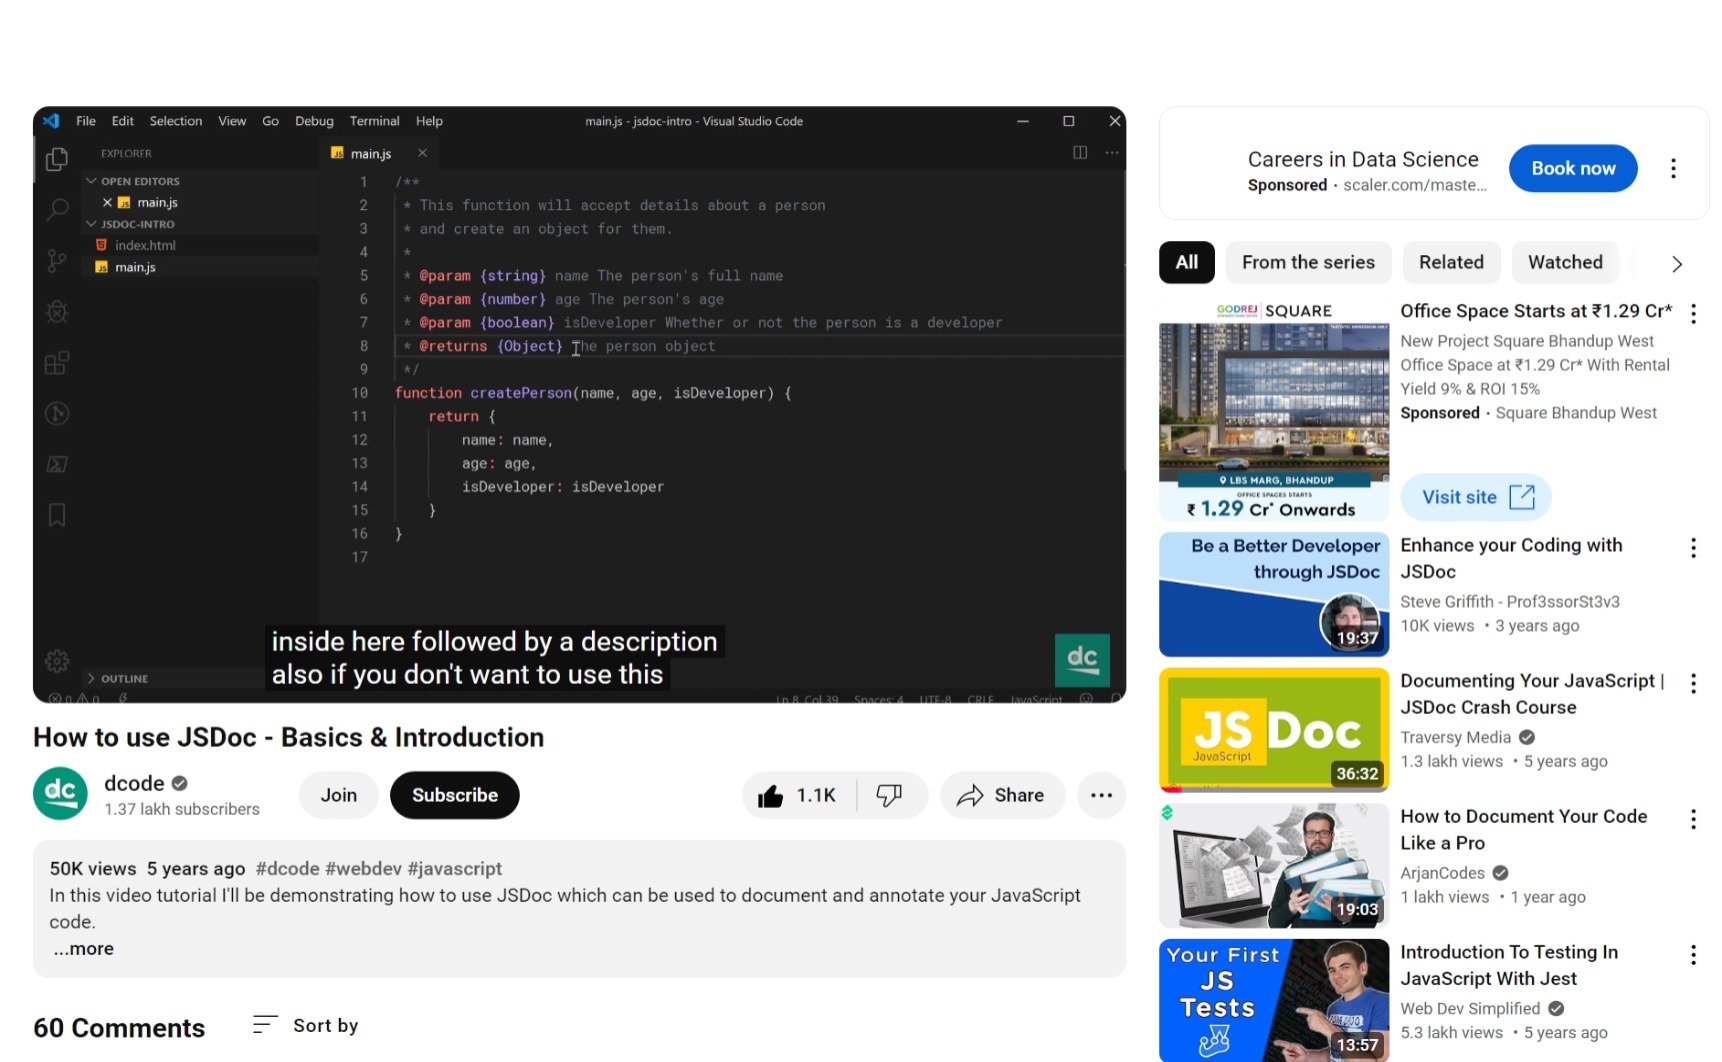 File Edit Selection View Go Debug Terminal Help
main.js - jsdoc-intro - Visual Studio Code
EXPLORER
OPEN EDITORS
main.js
JSDOC-INTRO
index.html
main.js
OUTLINE
main.js
1 /**
2 * This function will accept details about a person
3 * and create an object for them.
4 *
5 * @param {string} name The person's full name
6 * @param {number} age The person's age
7 * @param {boolean} isDeveloper Whether or not the person is a developer
8 * @returns {Object} The person object
9 */
10 function createPerson(name, age, isDeveloper) {
11 return {
12 name: name,
13 age: age,
14 isDeveloper: isDeveloper
15 }
16 }
17
inside here followed by a description
also if you don't want to use this
dc
Ln 8, Col 39 Spaces: 4 UTF-8 CRLF JavaScript
How to use JSDoc - Basics & Introduction
dc
dcode
1.37 lakh subscribers
Join
Subscribe
1.1K
Share
50K views 5 years ago #dcode #webdev #javascript
In this video tutorial I'll be demonstrating how to use JSDoc which can be used to document and annotate your JavaScript
code.
...more
60 Comments
Sort by
Careers in Data Science
Sponsored · scaler.com/maste...
Book now
All
From the series
Related
Watched
GODREJ SQUARE
LBS MARG, BHANDUP
OFFICE SPACES STARTS
₹ 1.29 Cr* Onwards
Office Space Starts at ₹1.29 Cr*
New Project Square Bhandup West
Office Space at ₹1.29 Cr* With Rental
Yield 9% & ROI 15%
Sponsored · Square Bhandup West
Visit site
Be a Better Developer
through JSDoc
19:37
Enhance your Coding with
JSDoc
Steve Griffith - Prof3ssorSt3v3
10K views • 3 years ago
JS Doc
JavaScript
36:32
Documenting Your JavaScript |
JSDoc Crash Course
Traversy Media
1.3 lakh views • 5 years ago
19:03
How to Document Your Code
Like a Pro
ArjanCodes
1 lakh views • 1 year ago
Your First
JS
Tests
13:57
Introduction To Testing In
JavaScript With Jest
Web Dev Simplified
5.3 lakh views • 5 years ago